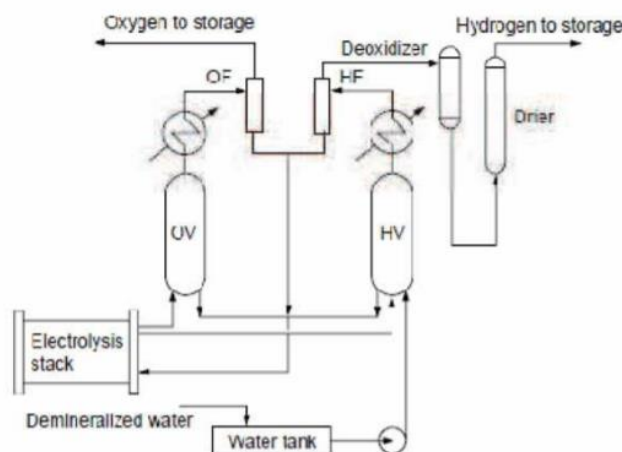 Oxygen to storage
Hydrogen to storage
Deoxidizer
OF
HF
Drier
OV
HV
Electrolysis
stack
Demineralized water
Water tank